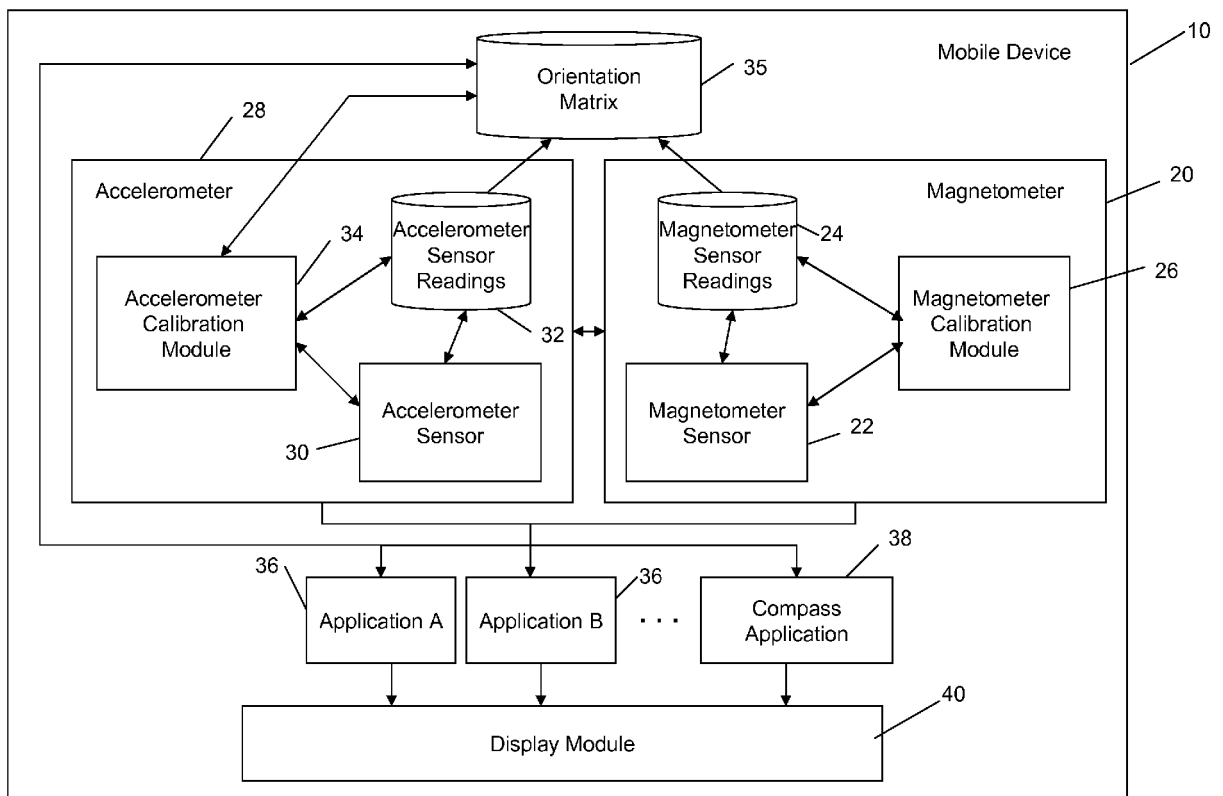 Mobile Device
10
Orientation
Matrix
35
28
Accelerometer
Magnetometer
20
Accelerometer
Sensor
Readings
32
Magnetometer
Sensor
Readings
24
34
Accelerometer
Calibration
Module
26
Magnetometer
Calibration
Module
Accelerometer
Sensor
30
Magnetometer
Sensor
22
36
Application A
36
Application B
. . .
38
Compass
Application
40
Display Module